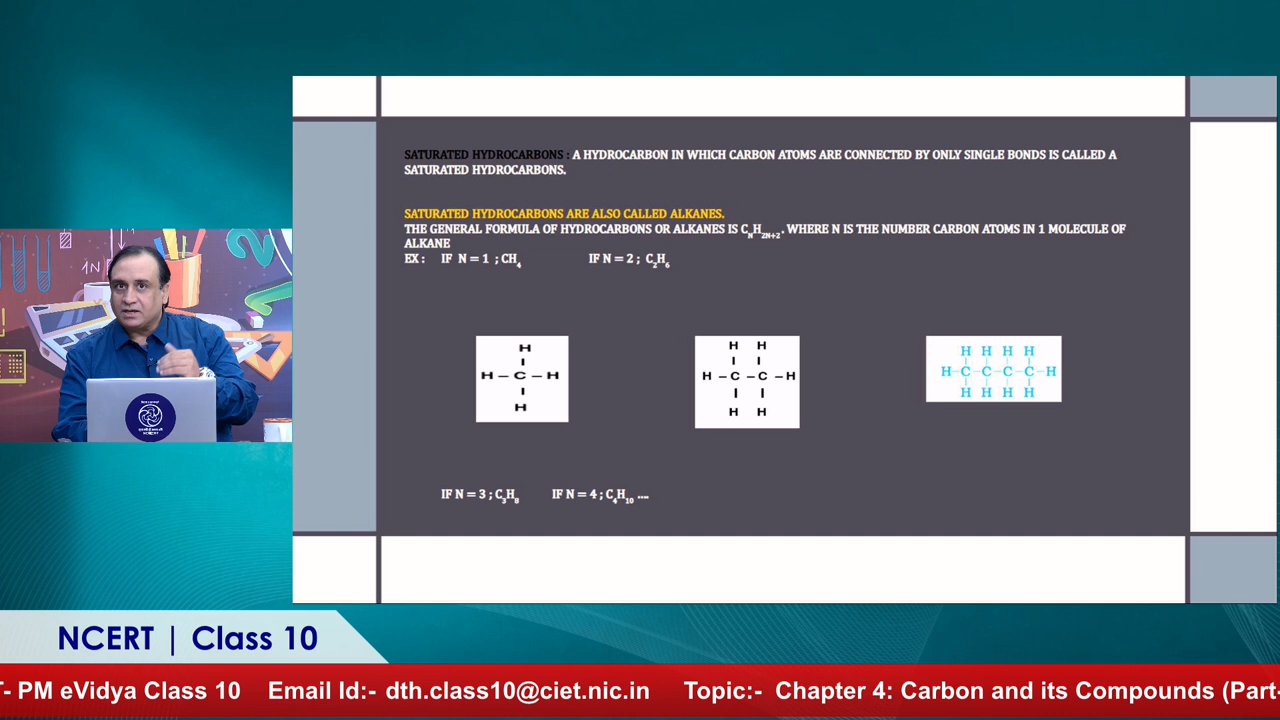 SATURATED HYDROCARBONS : A HYDROCARBON IN WHICH CARBON ATOMS ARE CONNECTED BY ONLY SINGLE BONDS IS CALLED A
SATURATED HYDROCARBONS.
SATURATED HYDROCARBONS ARE ALSO CALLED ALKANES.
THE GENERAL FORMULA OF HYDROCARBONS OR ALKANES IS CNH2N+2. WHERE N IS THE NUMBER CARBON ATOMS IN 1 MOLECULE OF
ALKANE
EX : IF N = 1 ; CH4 IF N = 2 ; C2H6
H
H – C – H
H
H H
H – C – C – H
H H
H H H H
H–C–C–C–C–H
H H H H
IF N = 3 ; C3H8 IF N = 4 ; C4H10 ....
NCERT
NCERT | Class 10
T- PM eVidya Class 10 Email Id:- dth.class10@ciet.nic.in Topic:- Chapter 4: Carbon and its Compounds (Part-